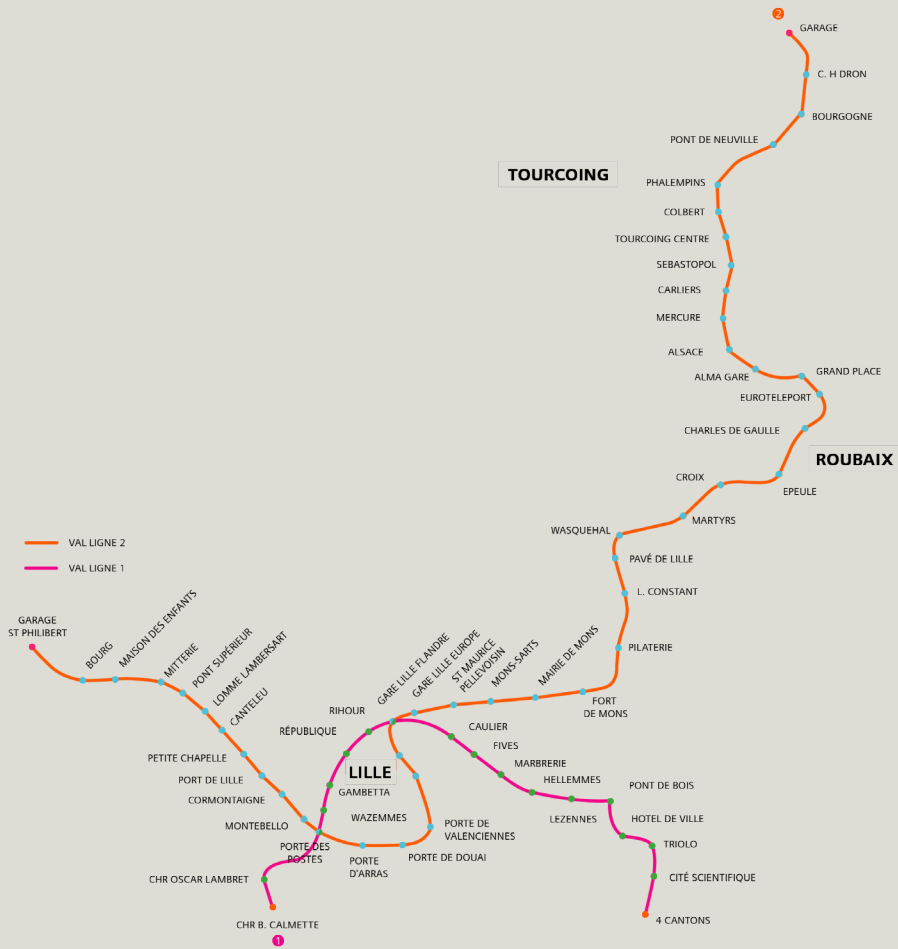 2
GARAGE
C. H DRON
BOURGOGNE
PONT DE NEUVILLE
TOURCOING
PHALEMPINS
COLBERT
TOURCOING CENTRE
SEBASTOPOL
CARLIERS
MERCURE
ALSACE
ALMA GARE
GRAND PLACE
EUROTELEPORT
CHARLES DE GAULLE
ROUBAIX
CROIX
EPEULE
MARTYRS
WASQUEHAL
PAVÉ DE LILLE
L. CONSTANT
PILATERIE
VAL LIGNE 2
VAL LIGNE 1
GARAGE
ST PHILIBERT
BOURG
MAISON DES ENFANTS
MITTERIE
PONT SUPÉRIEUR
LOMME LAMBERSART
CANTELEU
PETITE CHAPELLE
PORT DE LILLE
CORMONTAIGNE
MONTEBELLO
RIHOUR
RÉPUBLIQUE
GARE LILLE FLANDRE
GARE LILLE EUROPE
ST MAURICE
PELLEVOISIN
MONS-SARTS
MAIRIE DE MONS
FORT
DE MONS
CAULIER
FIVES
MARBRERIE
HELLEMMES
LEZENNES
PONT DE BOIS
HOTEL DE VILLE
TRIOLO
CITÉ SCIENTIFIQUE
4 CANTONS
LILLE
GAMBETTA
WAZEMMES
PORTE DE
VALENCIENNES
PORTE DE DOUAI
PORTE
D'ARRAS
PORTE DES
POSTES
CHR OSCAR LAMBRET
CHR B. CALMETTE
1